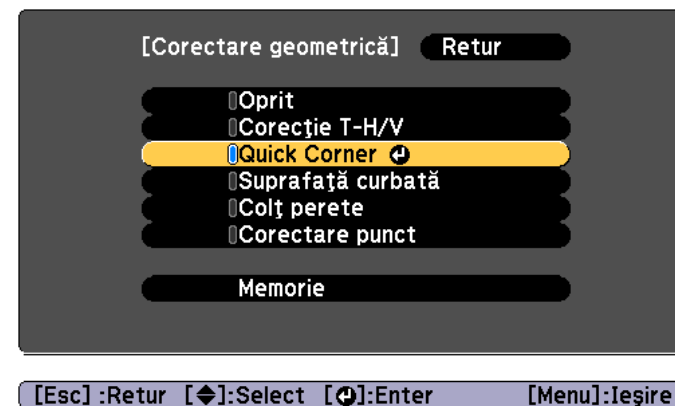 [Corectare geometrică] Retur
Oprit
Corecţie T-H/V
Quick Corner
Suprafaţă curbată
Colţ perete
Corectare punct
Memorie
[Esc] :Retur [◆]:Select [⏎]:Enter [Menu]:Ieşire